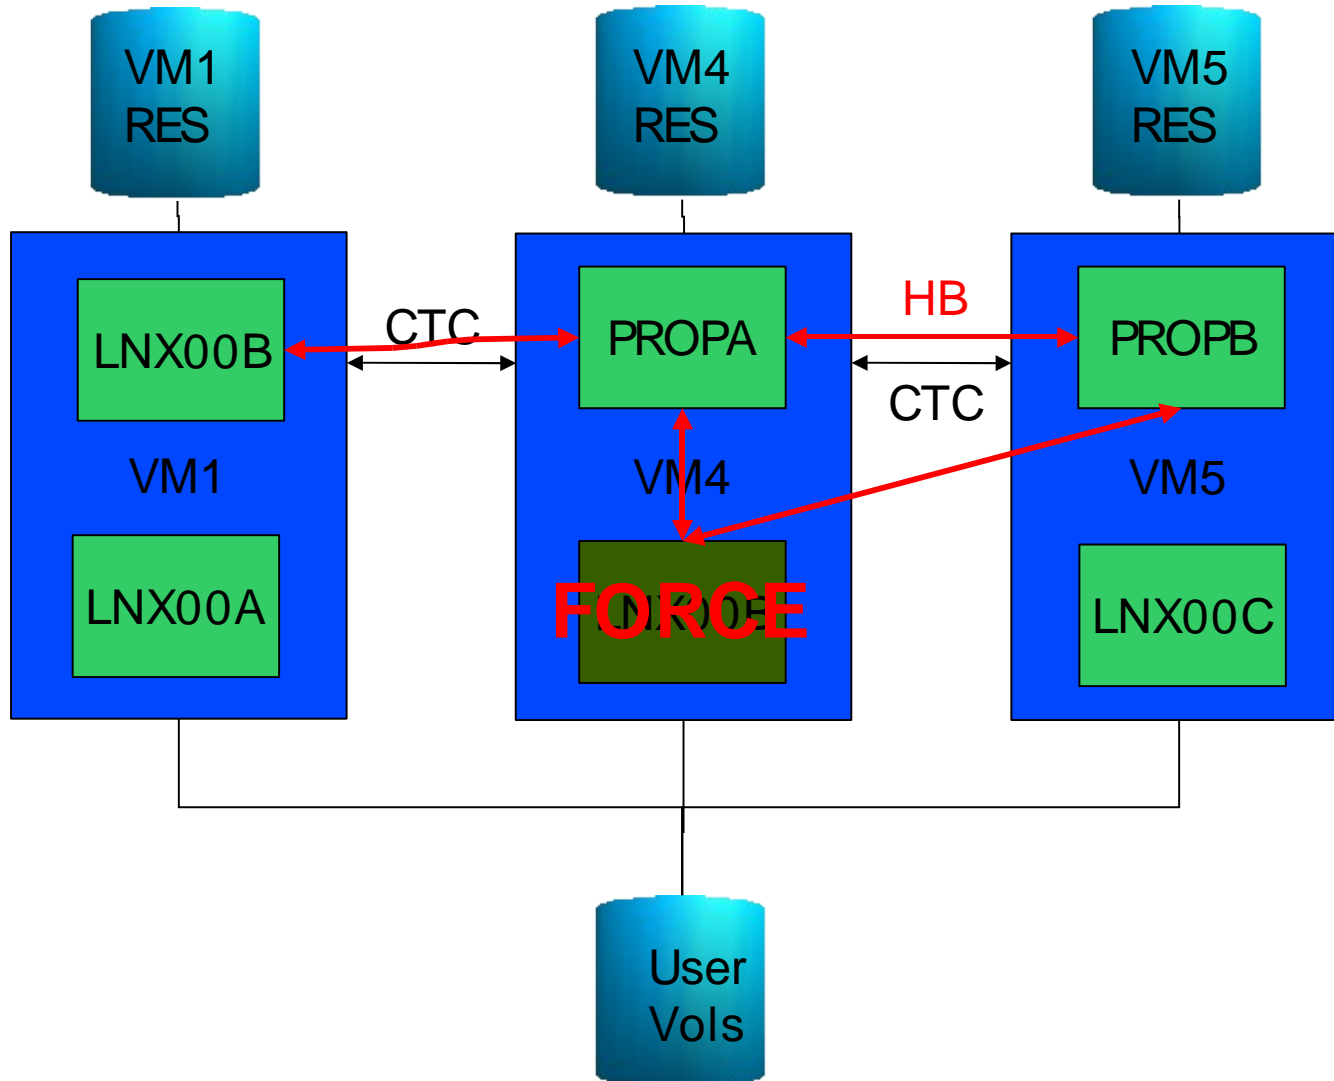 VM1
RES
VM4
RES
VM5
RES
LNX00B
CTC
PROPA
HB
PROPB
CTC
VM1
VM4
VM5
LNX00A
LNX00B
FORCE
LNX00C
User
Vols